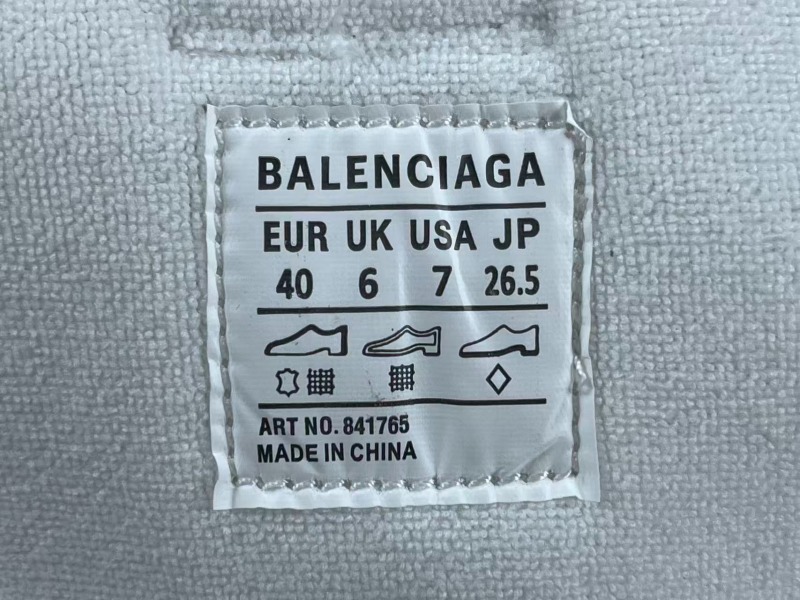 BALENCIAGA
EUR UK USA JP
40 6 7 26.5
ART NO. 841765
MADE IN CHINA